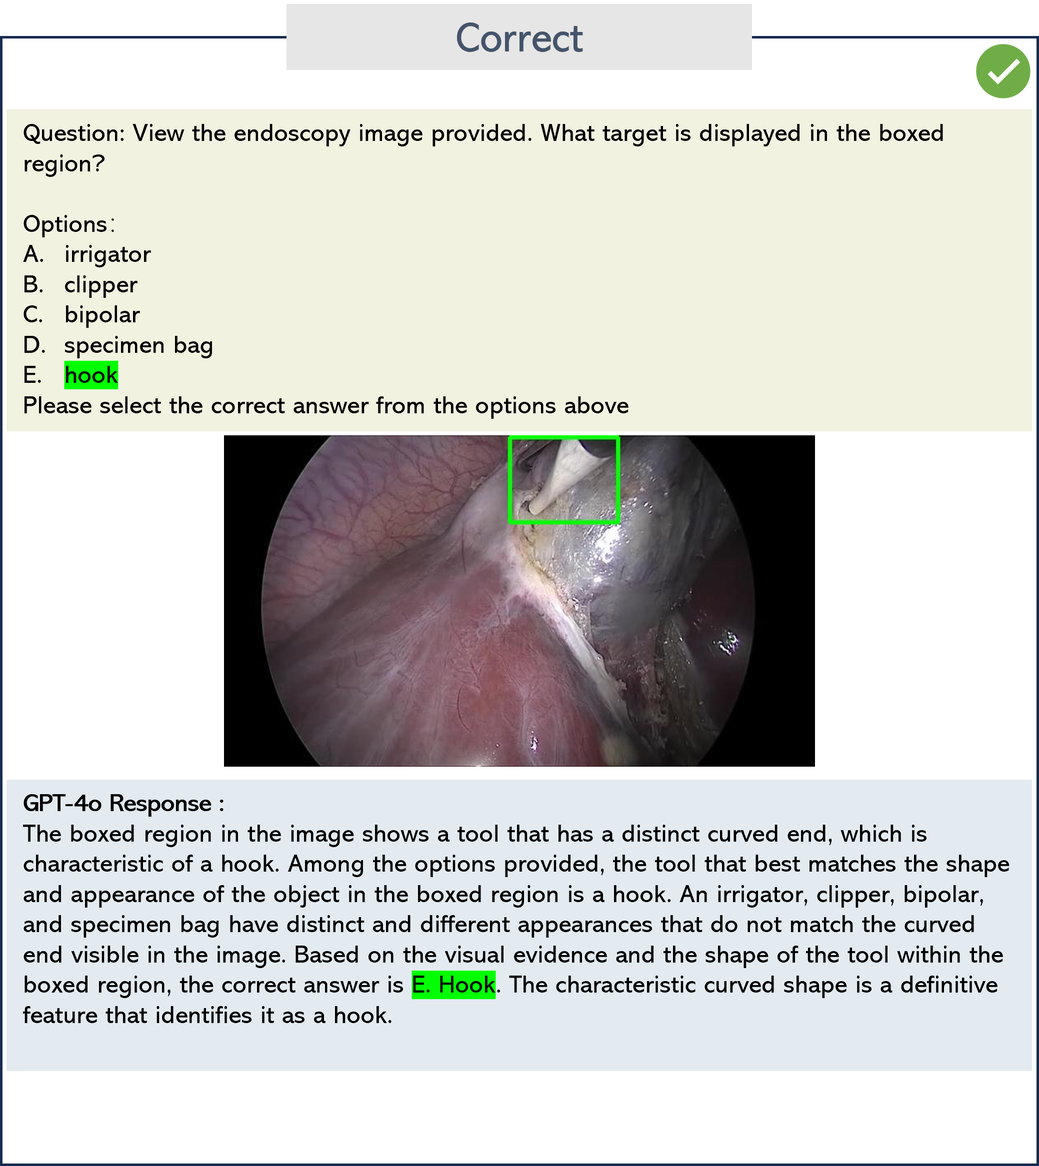 Correct
Question: View the endoscopy image provided. What target is displayed in the boxed
region?
Options:
A. irrigator
B. clipper
C. bipolar
D. specimen bag
E. hook
Please select the correct answer from the options above
GPT-4o Response :
The boxed region in the image shows a tool that has a distinct curved end, which is
characteristic of a hook. Among the options provided, the tool that best matches the shape
and appearance of the object in the boxed region is a hook. An irrigator, clipper, bipolar,
and specimen bag have distinct and different appearances that do not match the curved
end visible in the image. Based on the visual evidence and the shape of the tool within the
boxed region, the correct answer is E. Hook. The characteristic curved shape is a definitive
feature that identifies it as a hook.